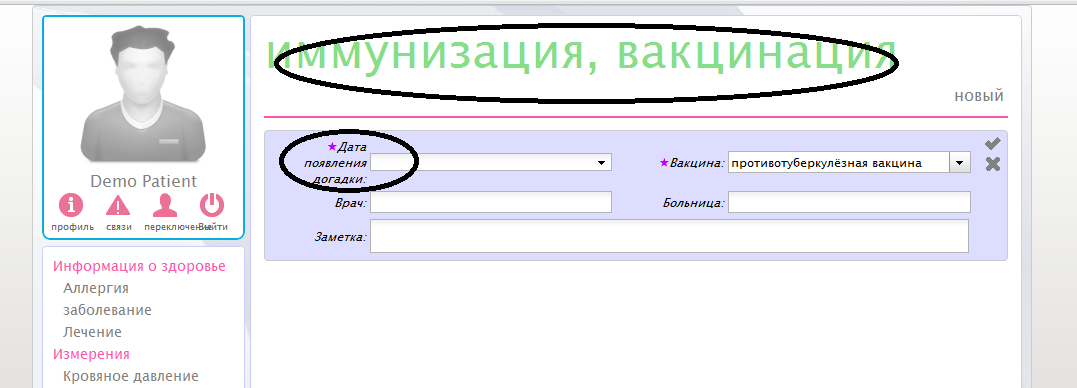 Demo Patient
профиль связи переключение Выйти
Информация о здоровье
Аллергия
заболевание
Лечение
Измерения
Кровяное давление
иммунизация, вакцинация
новый
★Дата
появления
догадки:
★Вакцина: противотуберкулёзная вакцина
Врач: Больница:
Заметка: